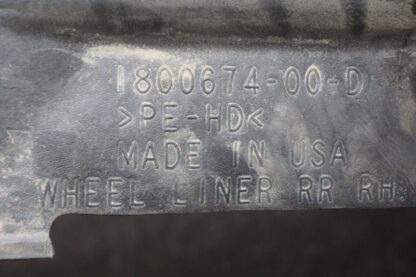 1800674-00-D
>PE-HD<
MADE IN USA
WHEEL LINER RR RH